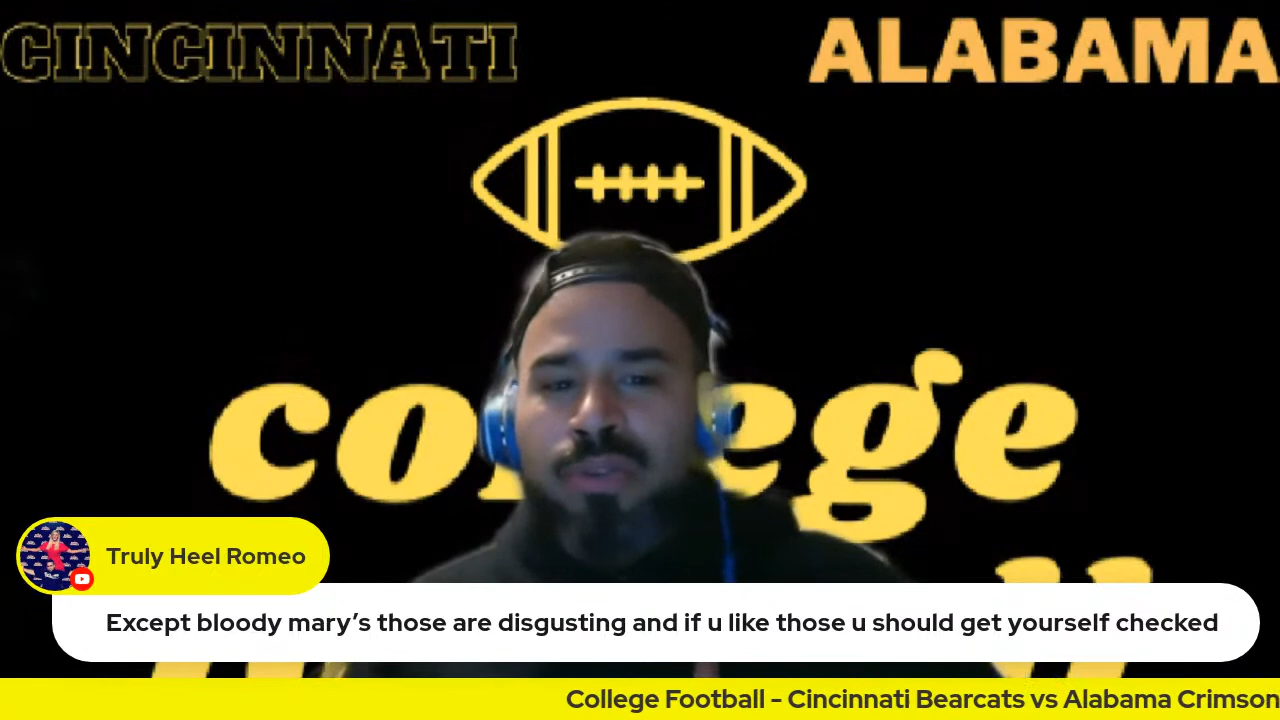 CINCINNATI
ALABAMA
Truly Heel Romeo
Except bloody mary’s those are disgusting and if u like those u should get yourself checked
College Football - Cincinnati Bearcats vs Alabama Crimson